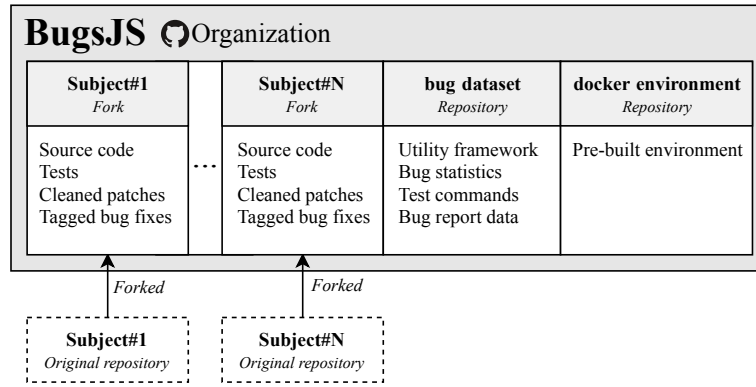 BugsJS Organization
Subject#1
Fork
Source code
Tests
Cleaned patches
Tagged bug fixes
...
Subject#N
Fork
Source code
Tests
Cleaned patches
Tagged bug fixes
bug dataset
Repository
Utility framework
Bug statistics
Test commands
Bug report data
docker environment
Repository
Pre-built environment
Forked
Forked
Subject#1
Original repository
Subject#N
Original repository